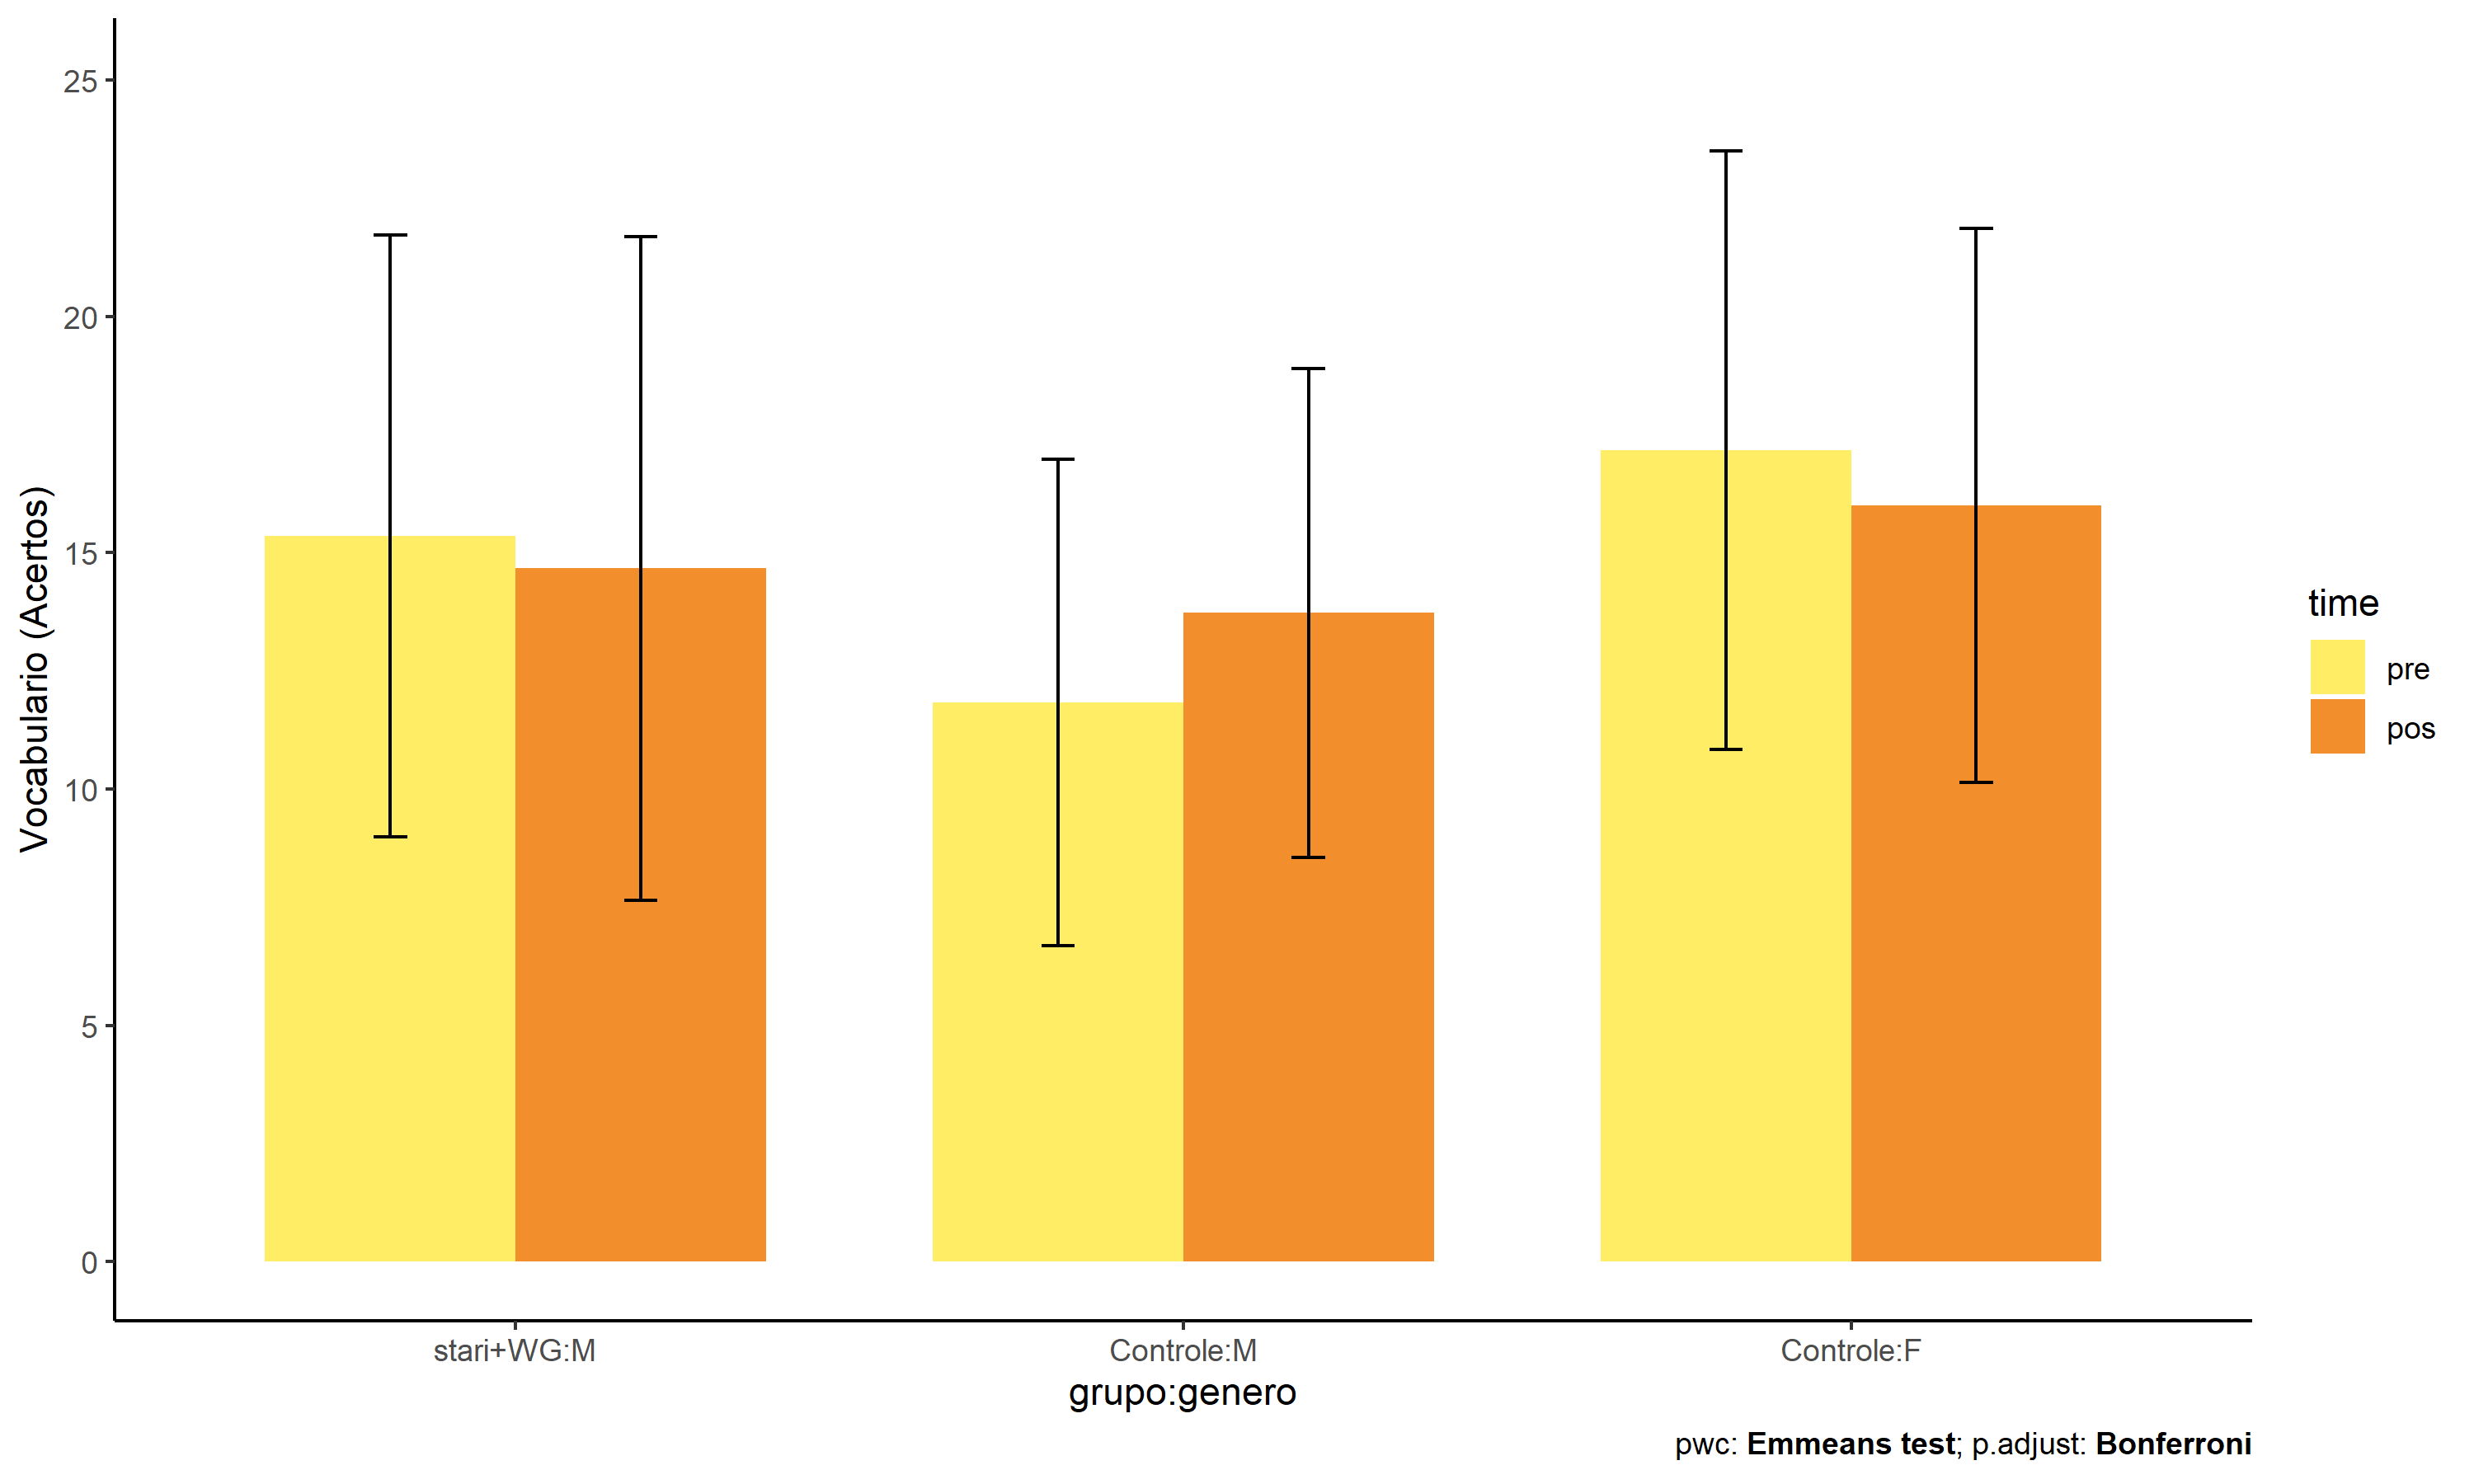 25
20
15
10
5
0
Vocabulario (Acertos)
stari+WG:M
Controle:M
Controle:F
grupo:genero
time
pre
pos
pwc: Emmeans test; p.adjust: Bonferroni